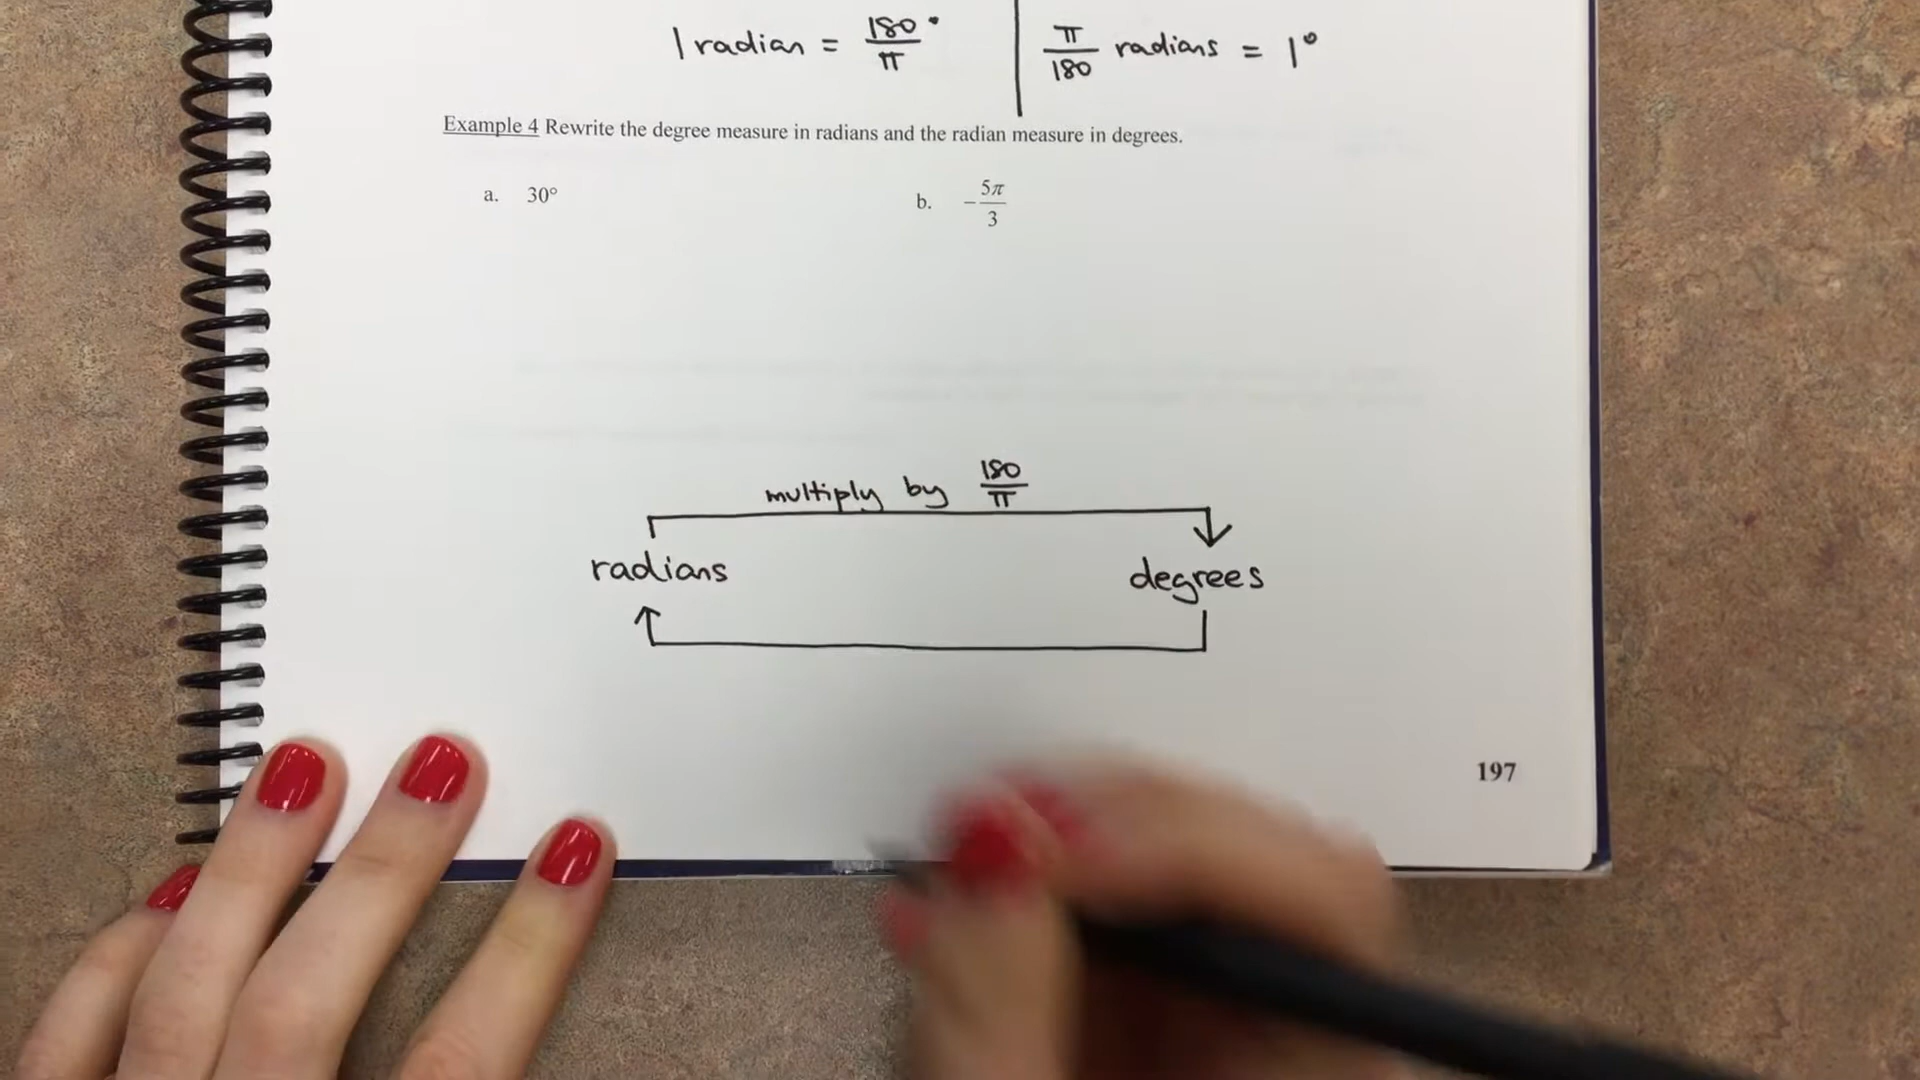 1 radian = 180°/π | π/180 radians = 1°
Example 4 Rewrite the degree measure in radians and the radian measure in degrees.
a. 30° b. -5π/3
multiply by 180/π
radians degrees
197